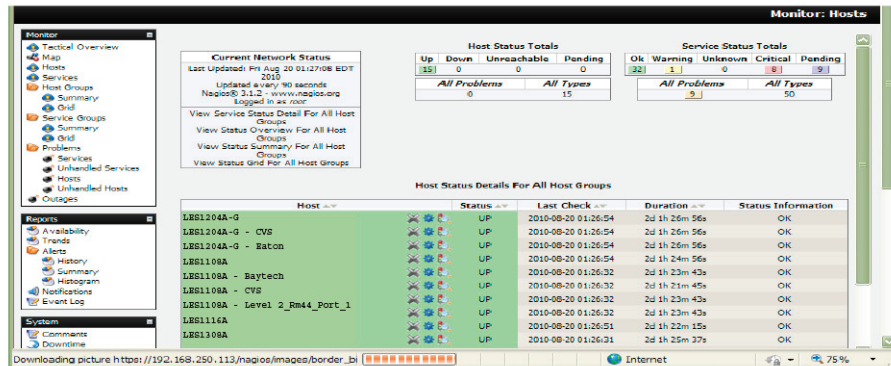 Monitor: Hosts
Monitor
Tactical Overview
Map
Hosts
Services
Host Groups
Summary
Grid
Service Groups
Summary
Grid
Problems
Services
Unhandled Services
Hosts
Unhandled Hosts
Outages
Reports
Availability
Trends
Alerts
History
Summary
Histogram
Notifications
Event Log
System
Comments
Downtime
Current Network Status
Last Updated: Fri Aug 20 01:27:08 EDT
2010
Updated every 90 seconds
Nagios® 3.1.2 - www.nagios.org
Logged in as root
View Service Status Detail For All Host
Groups
View Status Overview For All Host
Groups
View Status Summary For All Host
Groups
View Status Grid For All Host Groups
Host Status Totals
Up Down Unreachable Pending
15 0 0 0
All Problems All Types
0 15
Service Status Totals
Ok Warning Unknown Critical Pending
32 1 0 8 9
All Problems All Types
9 50
Host Status Details For All Host Groups
Host Status Last Check Duration Status Information
LES1204A-G UP 2010-08-20 01:26:54 2d 1h 26m 56s OK
LES1204A-G - CVS UP 2010-08-20 01:26:54 2d 1h 26m 56s OK
LES1204A-G - Eaton UP 2010-08-20 01:26:54 2d 1h 26m 56s OK
LES1108A UP 2010-08-20 01:26:54 2d 1h 24m 56s OK
LES1108A - Baytech UP 2010-08-20 01:26:32 2d 1h 23m 43s OK
LES1108A - CVS UP 2010-08-20 01:26:32 2d 1h 21m 45s OK
LES1108A - Level 2_Rm44_Port_1 UP 2010-08-20 01:26:32 2d 1h 23m 43s OK
LES1116A UP 2010-08-20 01:26:51 2d 1h 22m 15s OK
LES1308A UP 2010-08-20 01:26:31 2d 1h 25m 37s OK
Downloading picture https://192.168.250.113/nagios/images/border_bi Internet 75%